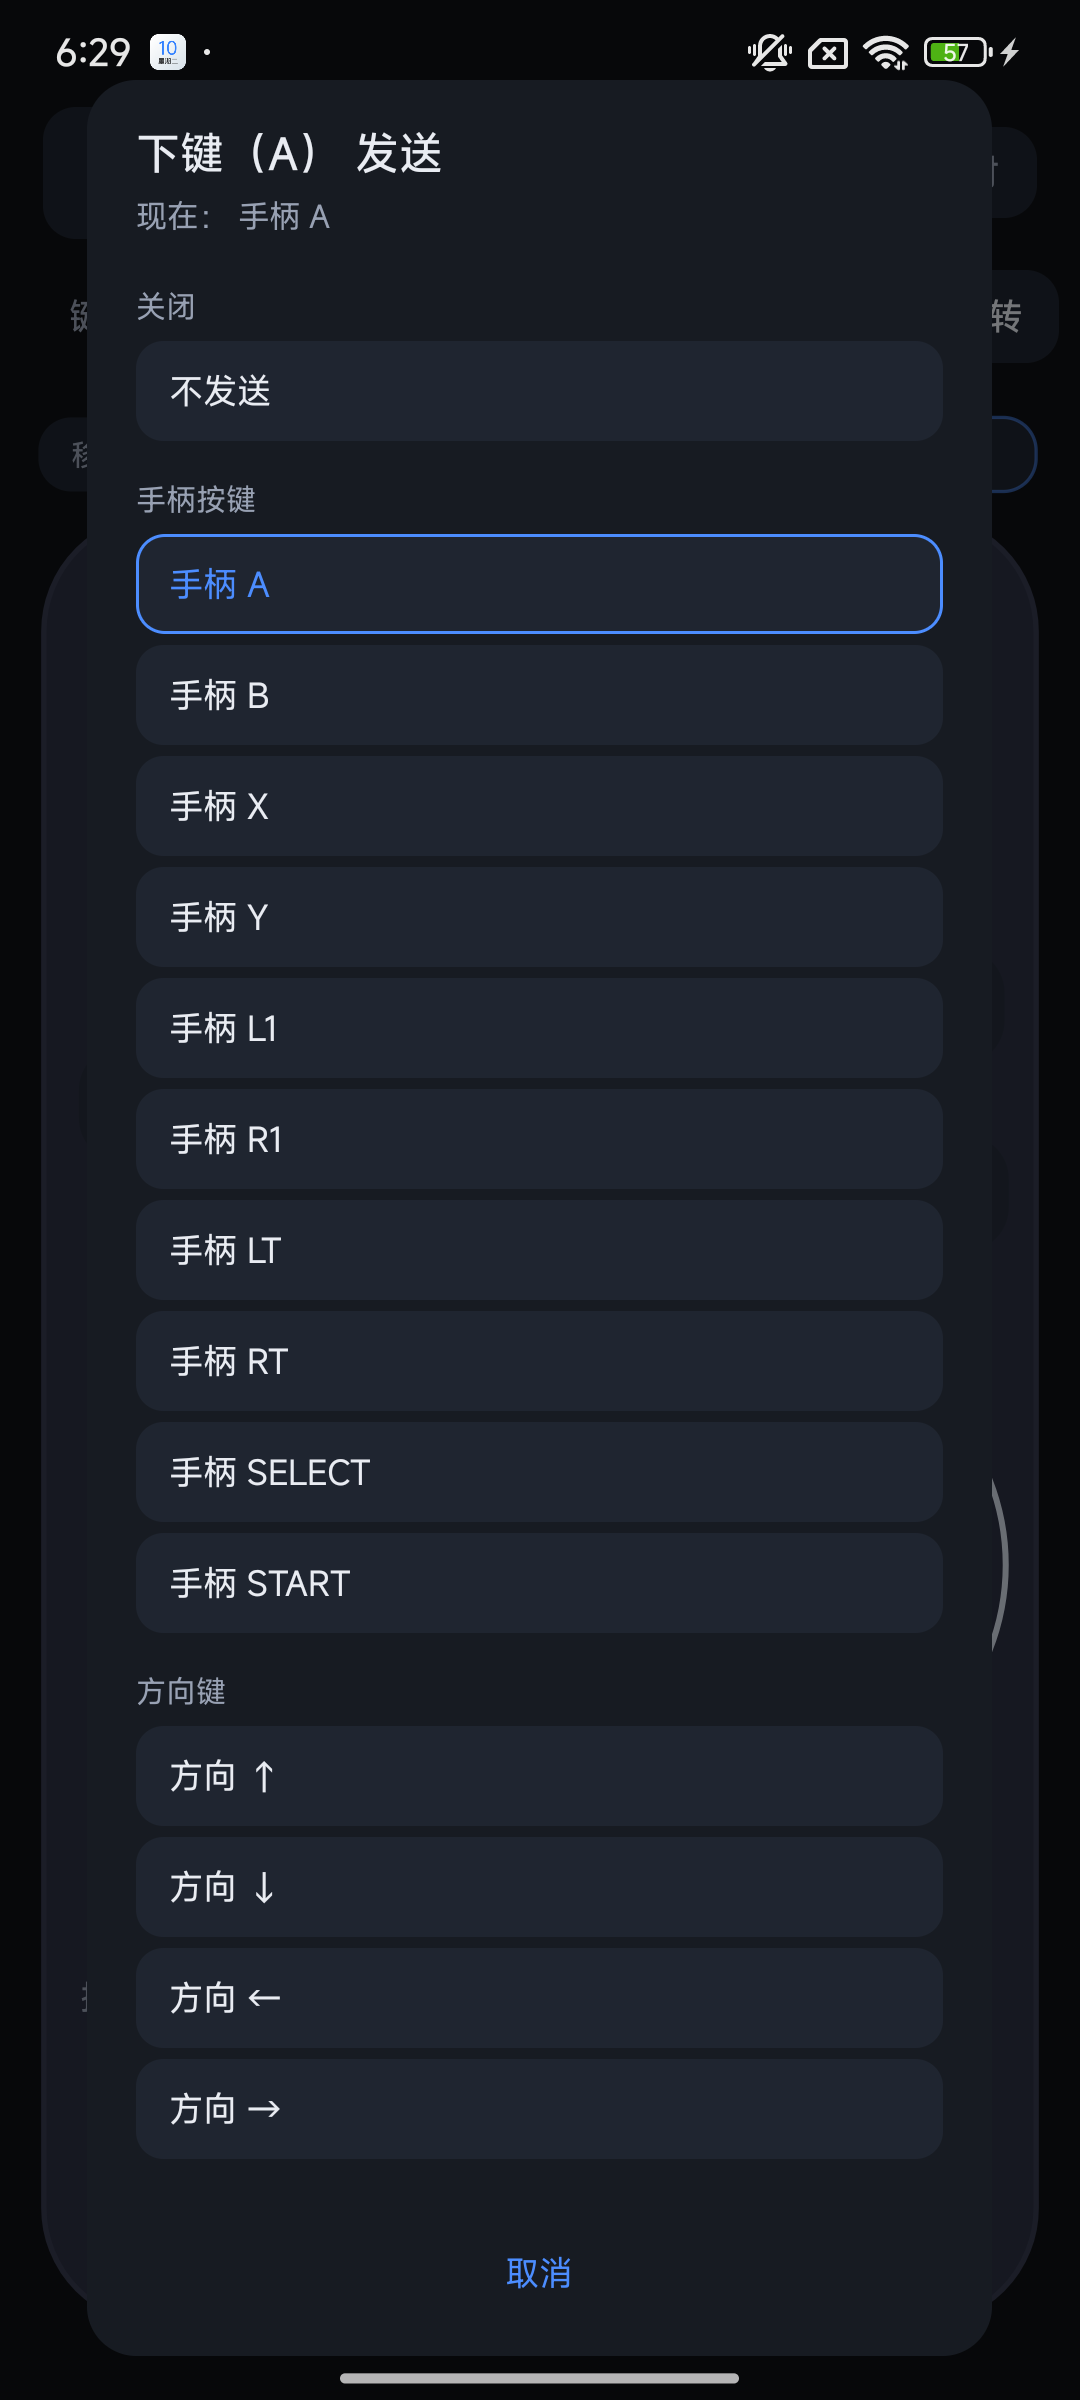 6:29
10
57
下键（A） 发送
现在： 手柄 A
关闭
转
不发送
手柄按键
手柄 A
手柄 B
手柄 X
手柄 Y
手柄 L1
手柄 R1
手柄 LT
手柄 RT
手柄 SELECT
手柄 START
方向键
方向 ↑
方向 ↓
方向 ←
方向 →
取消